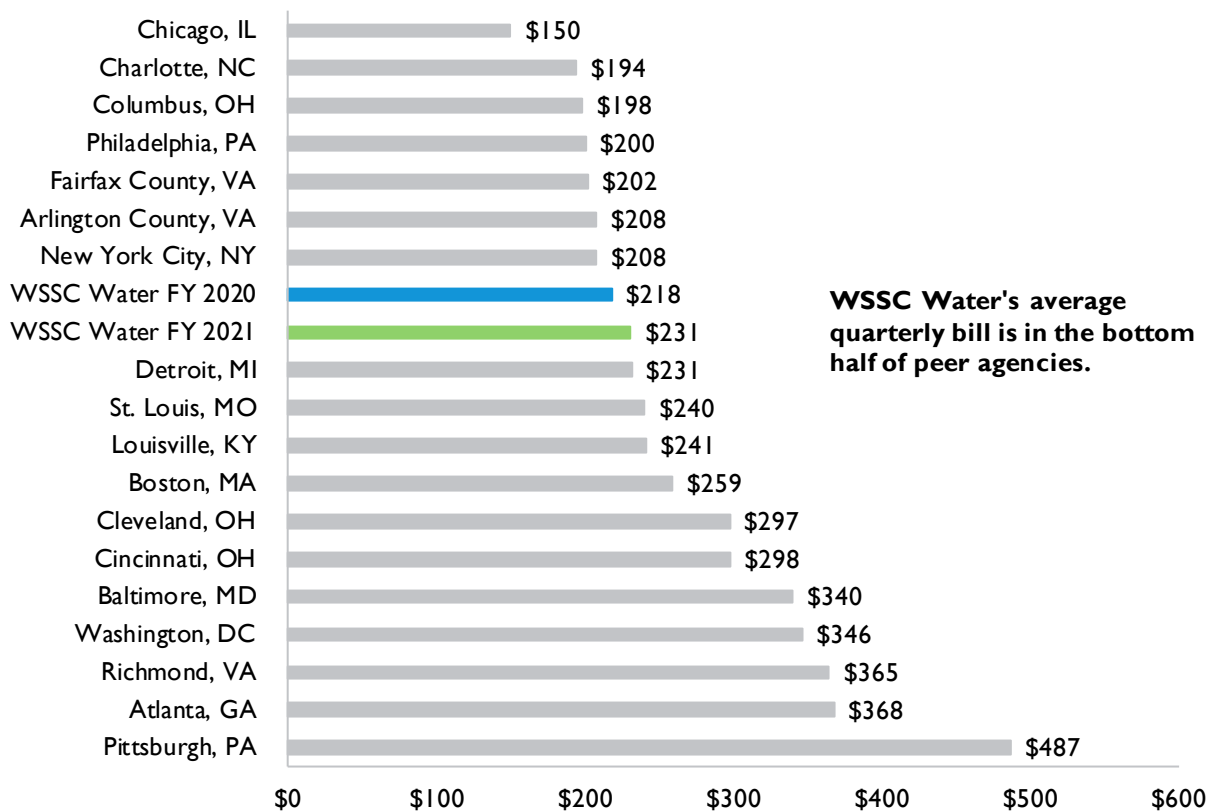 Chicago, IL $150
Charlotte, NC $194
Columbus, OH $198
Philadelphia, PA $200
Fairfax County, VA $202
Arlington County, VA $208
New York City, NY $208
WSSC Water FY 2020 $218
WSSC Water FY 2021 $231
Detroit, MI $231
St. Louis, MO $240
Louisville, KY $241
Boston, MA $259
Cleveland, OH $297
Cincinnati, OH $298
Baltimore, MD $340
Washington, DC $346
Richmond, VA $365
Atlanta, GA $368
Pittsburgh, PA $487
WSSC Water's average
quarterly bill is in the bottom
half of peer agencies.
$0 $100 $200 $300 $400 $500 $600